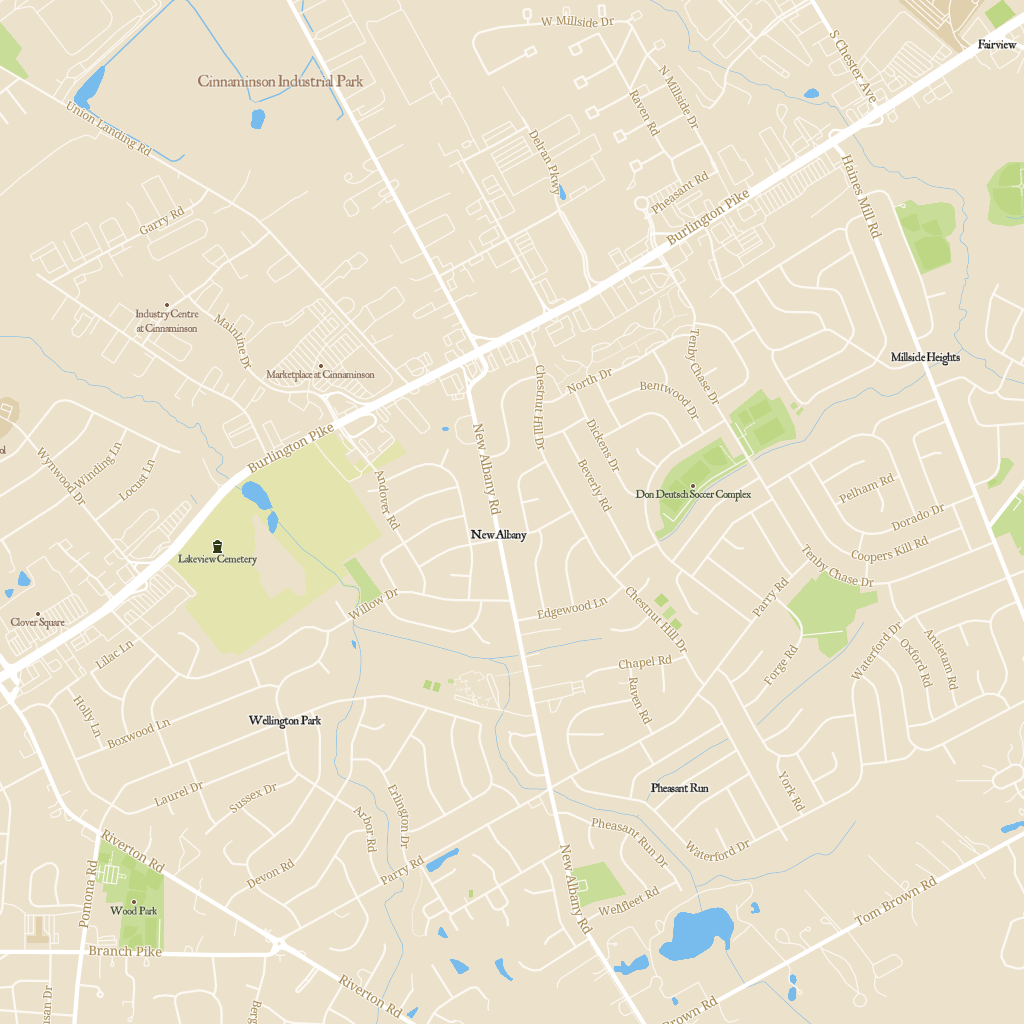 W Millside Dr
Fairview
S Chester Ave
Cinnaminson Industrial Park
N Millside Dr
Raven Rd
Union Landing Rd
Delran Pkwy
Haines Mill Rd
Pheasant Rd
Garry Rd
Burlington Pike
Industry Centre
at Cinnaminson
Mainline Dr
Millside Heights
Tenby Chase Dr
Marketplace at Cinnaminson
North Dr
Bentwood Dr
Chestnut Hill Dr
Burlington Pike
Dickens Dr
ol
Winding Ln
Wynwood Dr
Locust Ln
New Albany Rd
Beverly Rd
Andover Rd
Don Deutsch Soccer Complex
Pelham Rd
Dorado Dr
New Albany
Coopers Kill Rd
Lakeview Cemetery
Tenby Chase Dr
Willow Dr
Edgewood Ln
Parry Rd
Clover Square
Chestnut Hill Dr
Lilac Ln
Chapel Rd
Forge Rd
Waterford Dr
Oxford Rd
Antietam Rd
Holly Ln
Raven Rd
Wellington Park
Boxwood Ln
Pheasant Run
Laurel Dr
Sussex Dr
York Rd
Erlington Dr
Arbor Rd
Riverton Rd
Pheasant Run Dr
Waterford Dr
Devon Rd
Parry Rd
Pomona Rd
New Albany Rd
Wellfleet Rd
Wood Park
Tom Brown Rd
Branch Pike
Riverton Rd
usan Dr
Berg
Brown Rd